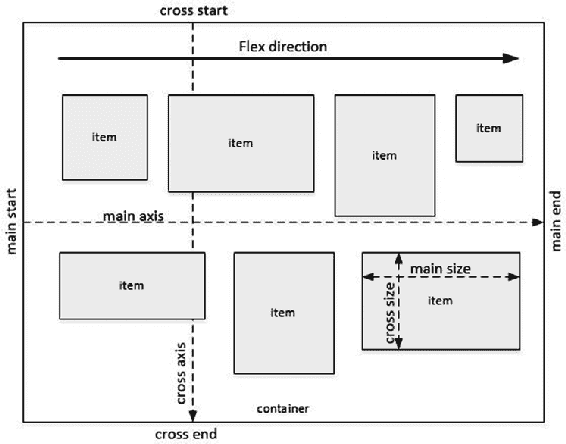 cross start
Flex direction
item
item
item
item
main start
main axis
main end
item
item
main size
cross size
item
cross axis
container
cross end